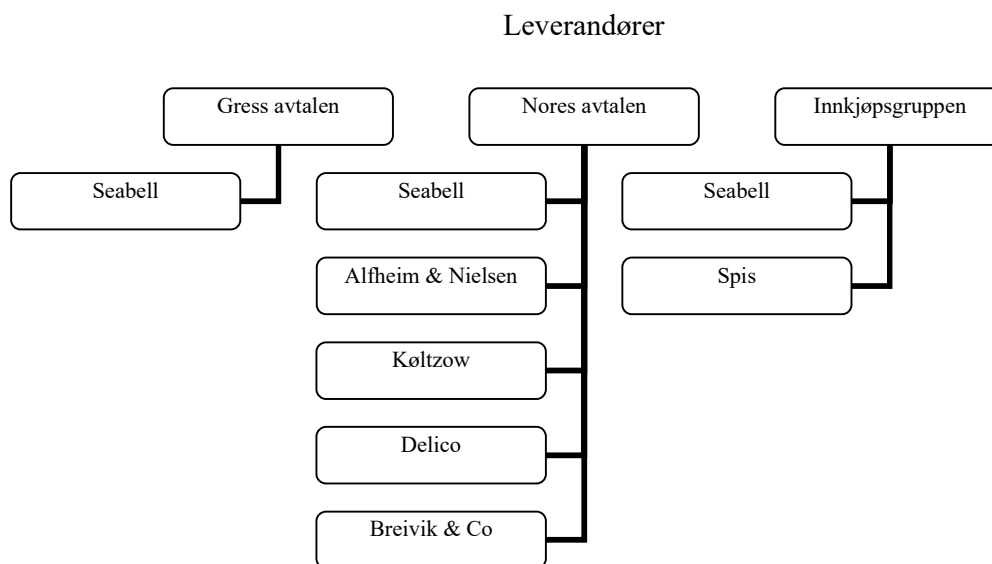 Leverandører
Gress avtalen
Nores avtalen
Innkjøpsgruppen
Seabell
Seabell
Seabell
Alfheim & Nielsen
Spis
Køltzow
Delico
Breivik & Co